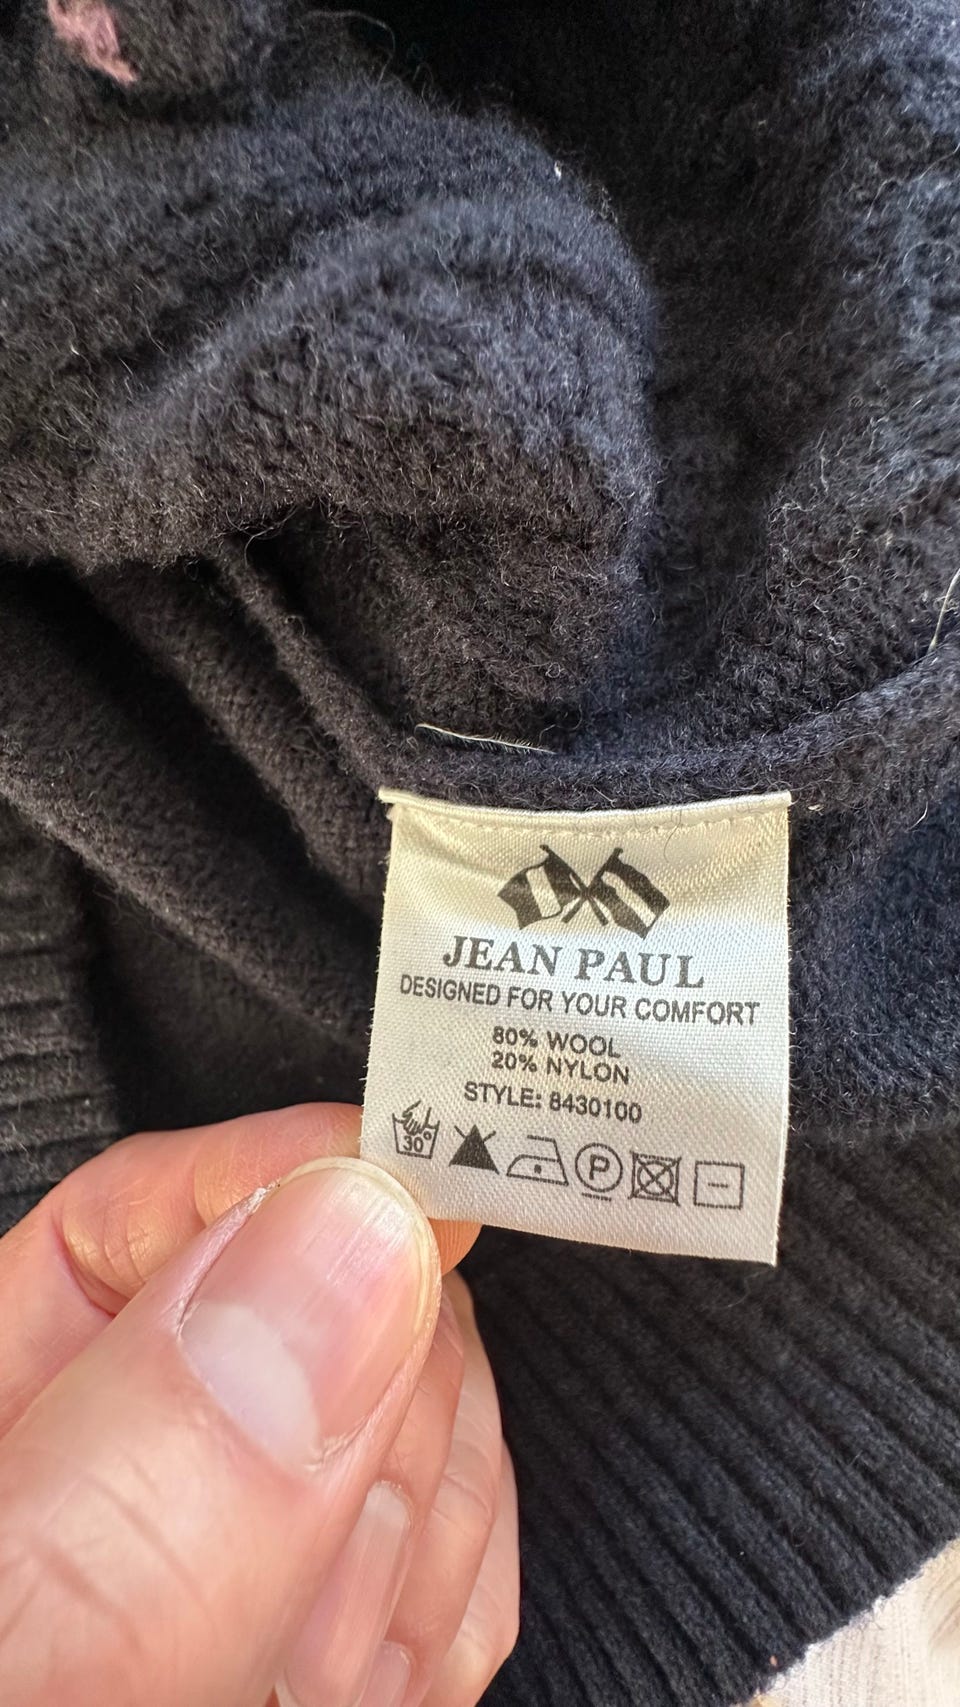 JEAN PAUL
DESIGNED FOR YOUR COMFORT
80% WOOL
20% NYLON
STYLE: 8430100
30° P